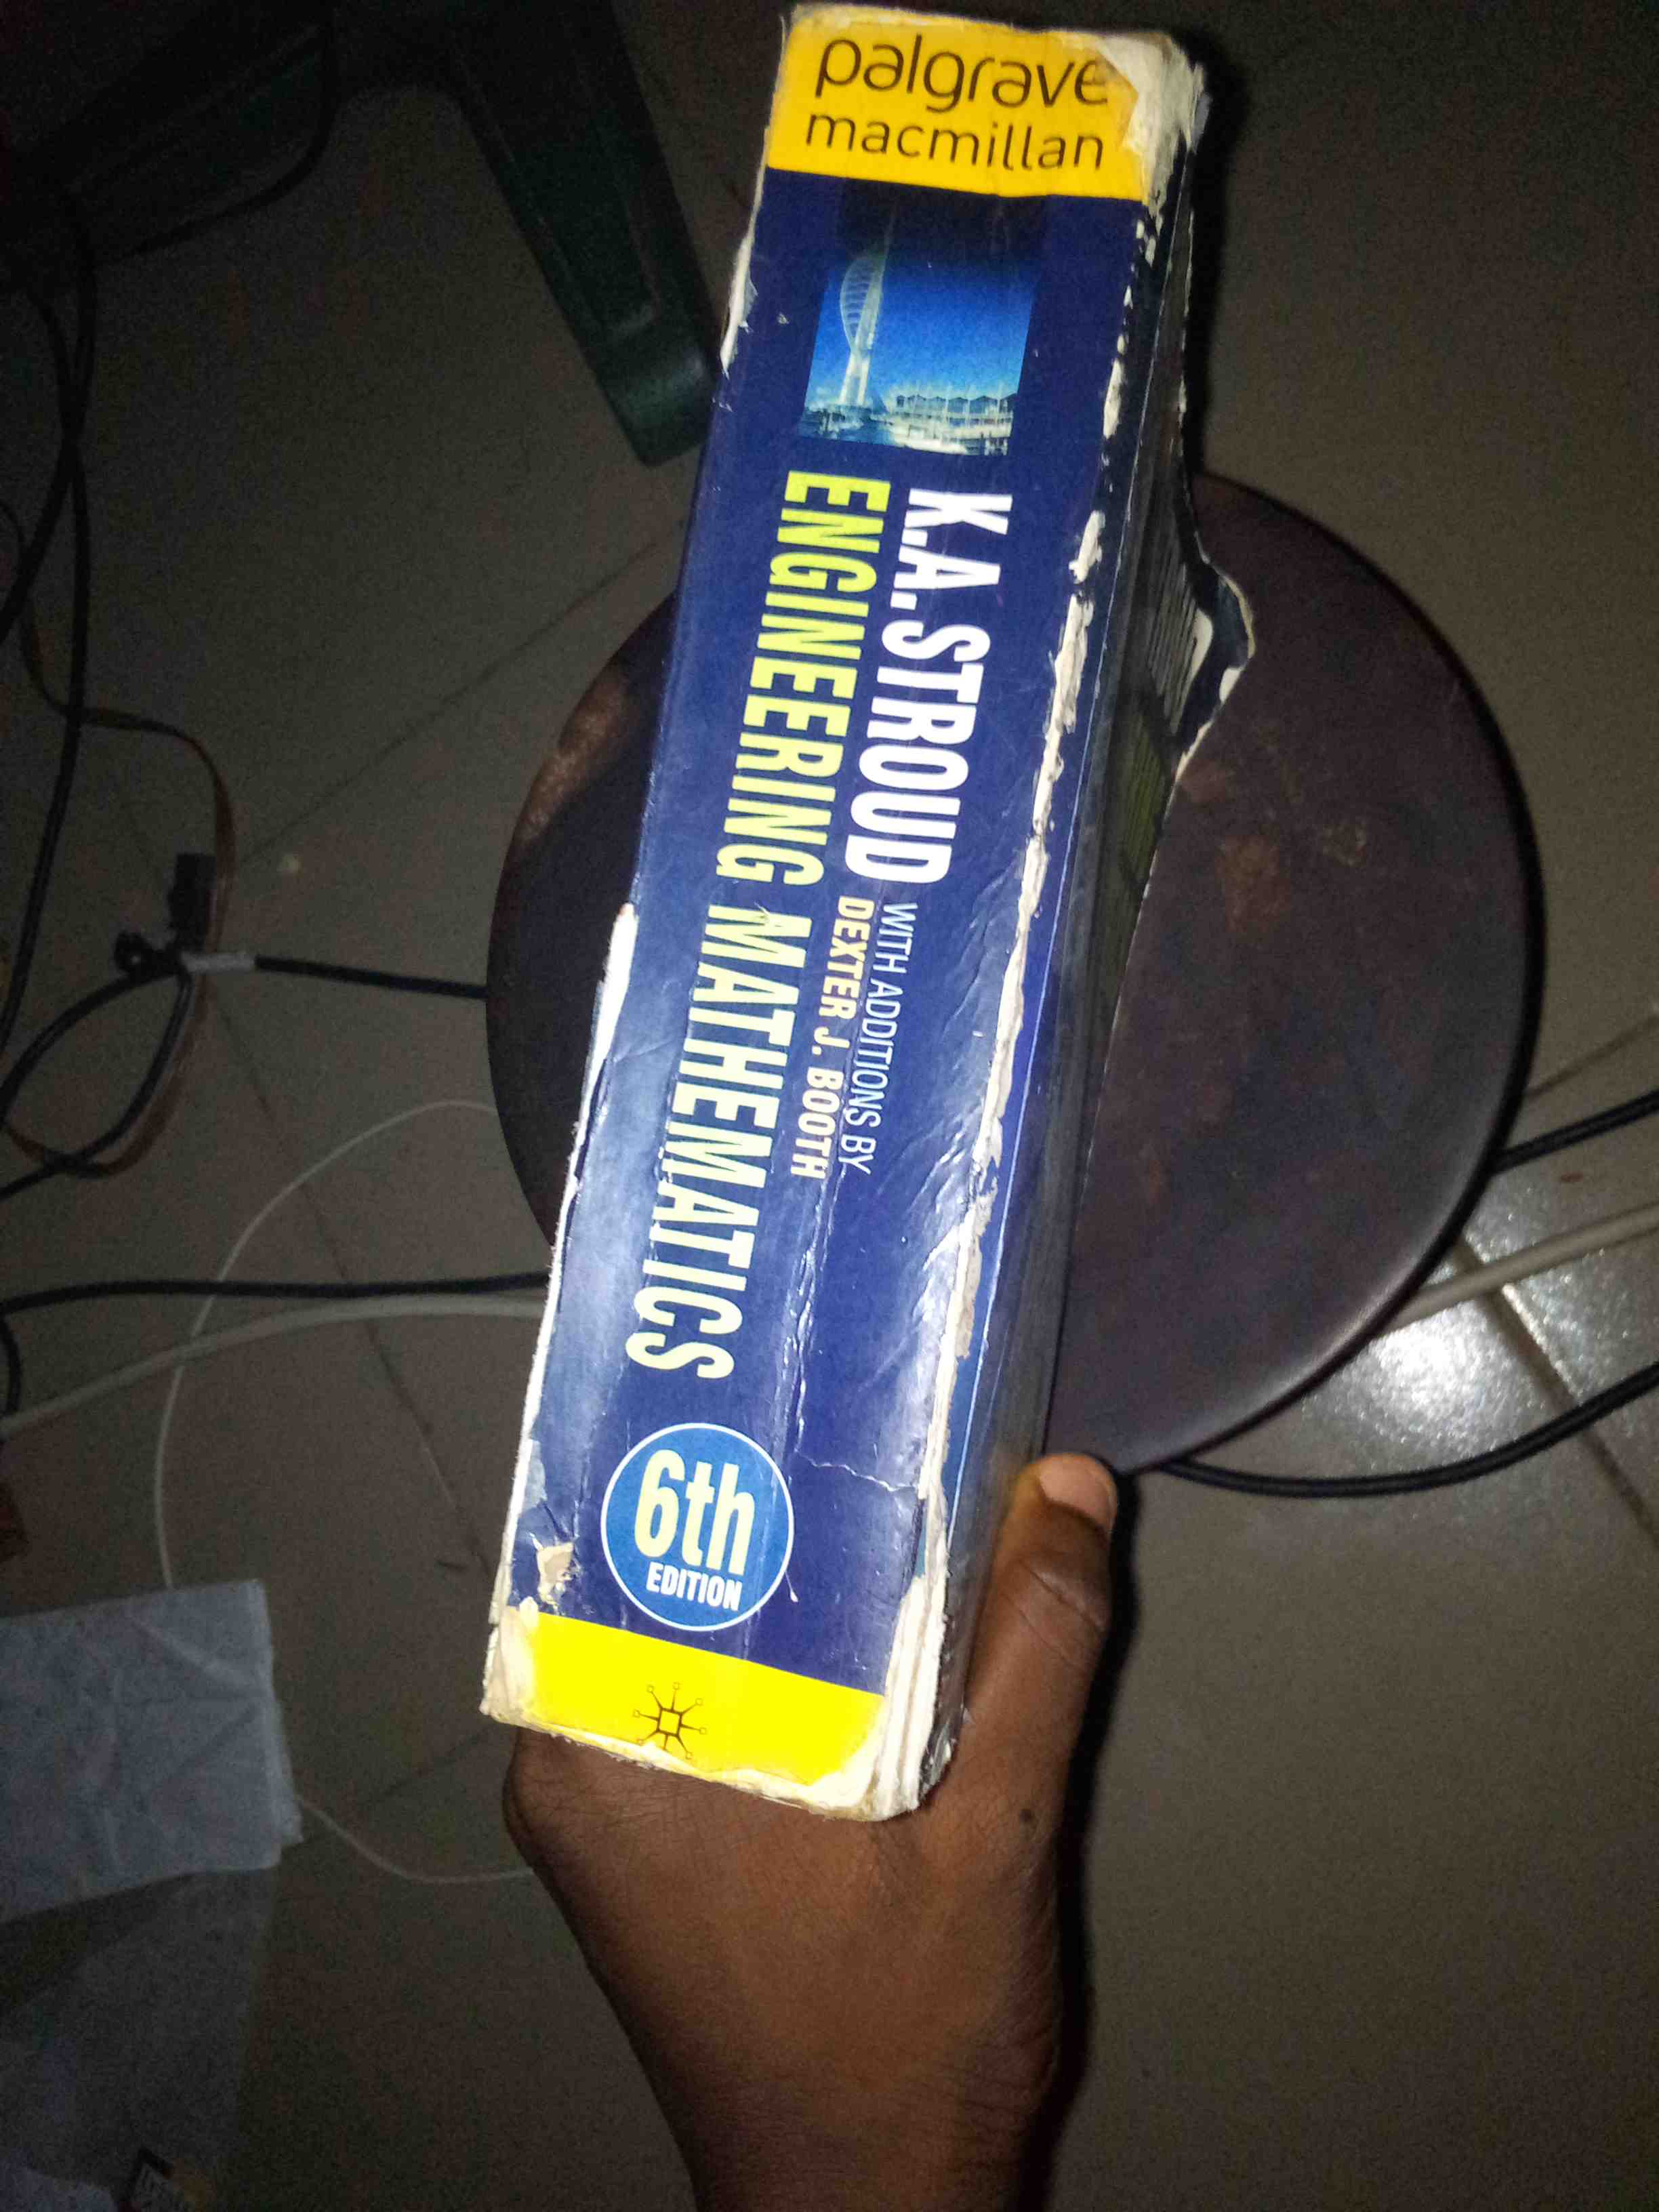 palgrave
macmillan
K.A. STROUD
WITH ADDITIONS BY
DEXTER J. BOOTH
ENGINEERING MATHEMATICS
6th
EDITION